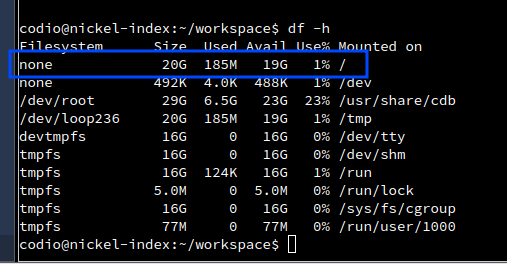 codio@nickel-index:~/workspace$ df -h
Filesystem      Size  Used Avail Use% Mounted on
none             20G  185M   19G   1% /
none            492K  4.0K  488K   1% /dev
/dev/root        29G  6.5G   23G  23% /usr/share/cdb
/dev/loop236     20G  185M   19G   1% /tmp
devtmpfs         16G     0   16G   0% /dev/tty
tmpfs            16G     0   16G   0% /dev/shm
tmpfs            16G  124K   16G   1% /run
tmpfs           5.0M     0  5.0M   0% /run/lock
tmpfs            16G     0   16G   0% /sys/fs/cgroup
tmpfs            77M     0   77M   0% /run/user/1000
codio@nickel-index:~/workspace$